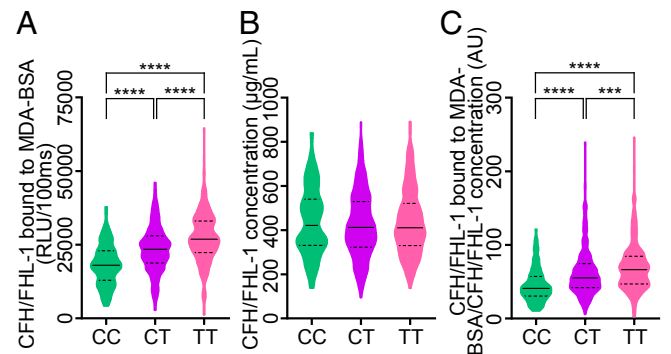 A
CFH/FHL-1 bound to MDA-BSA
(RLU/100ms)
75000
50000
25000
0
****
****
****
CC
CT
TT
B
CFH/FHL-1 concentration (µg/mL)
1000
800
600
400
200
0
CC
CT
TT
C
CFH/FHL-1 bound to MDA-
BSA/CFH/FHL-1 concentration (AU)
300
200
100
0
****
****
***
CC
CT
TT